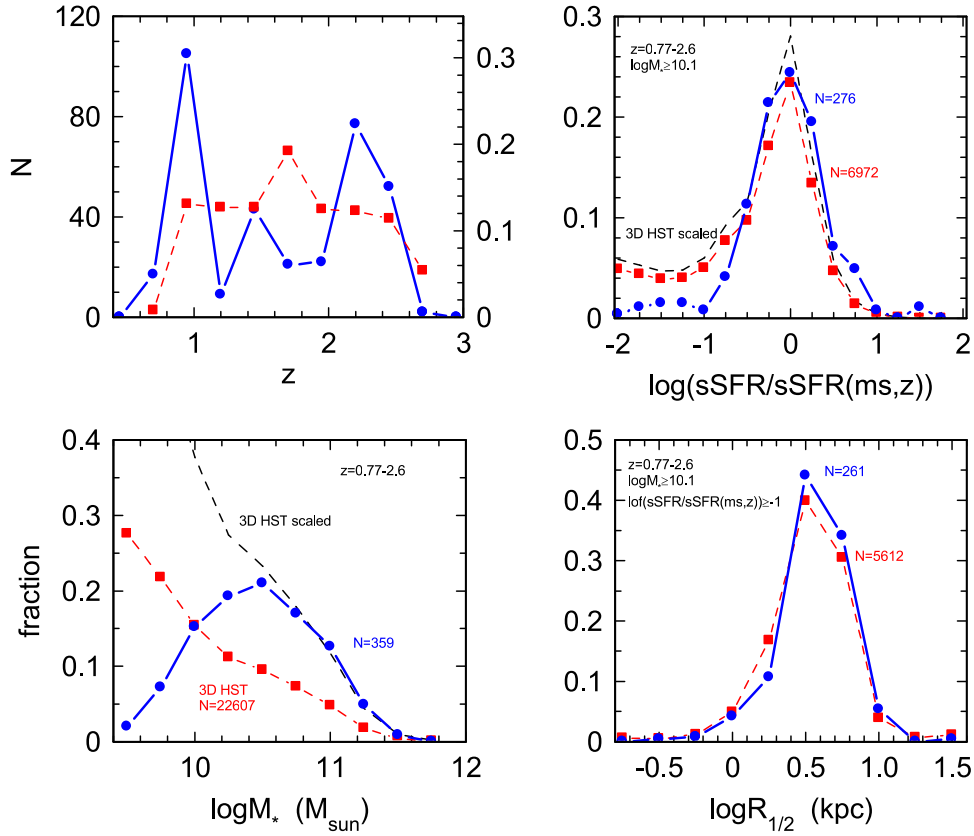 120
80
40
0
N
0.3
0.2
0.1
0
1
2
3
z
0.3
0.2
0.1
0
z=0.77-2.6
logM*≥10.1
N=276
N=6972
3D HST scaled
-2
-1
0
1
2
log(sSFR/sSFR(ms,z))
0.4
0.3
0.2
0.1
0
fraction
z=0.77-2.6
3D HST scaled
N=359
3D HST
N=22607
10
11
12
logM* (Msun)
0.5
0.4
0.3
0.2
0.1
0
z=0.77-2.6
logM*≥10.1
lof(sSFR/sSFR(ms,z))≥-1
N=261
N=5612
-0.5
0
0.5
1.0
1.5
logR1/2 (kpc)